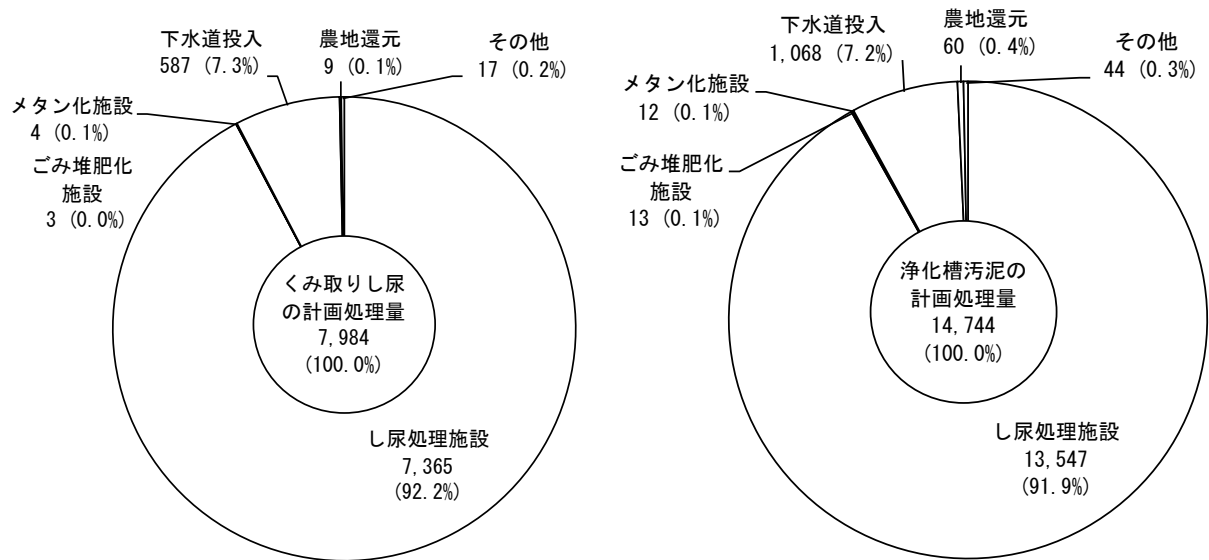 下水道投入
587 (7.3%)
農地還元
9 (0.1%)
その他
17 (0.2%)
メタン化施設
4 (0.1%)
ごみ堆肥化
施設
3 (0.0%)
くみ取りし尿
の計画処理量
7,984
(100.0%)
し尿処理施設
7,365
(92.2%)
下水道投入
1,068 (7.2%)
農地還元
60 (0.4%)
その他
44 (0.3%)
メタン化施設
12 (0.1%)
ごみ堆肥化
施設
13 (0.1%)
浄化槽汚泥の
計画処理量
14,744
(100.0%)
し尿処理施設
13,547
(91.9%)